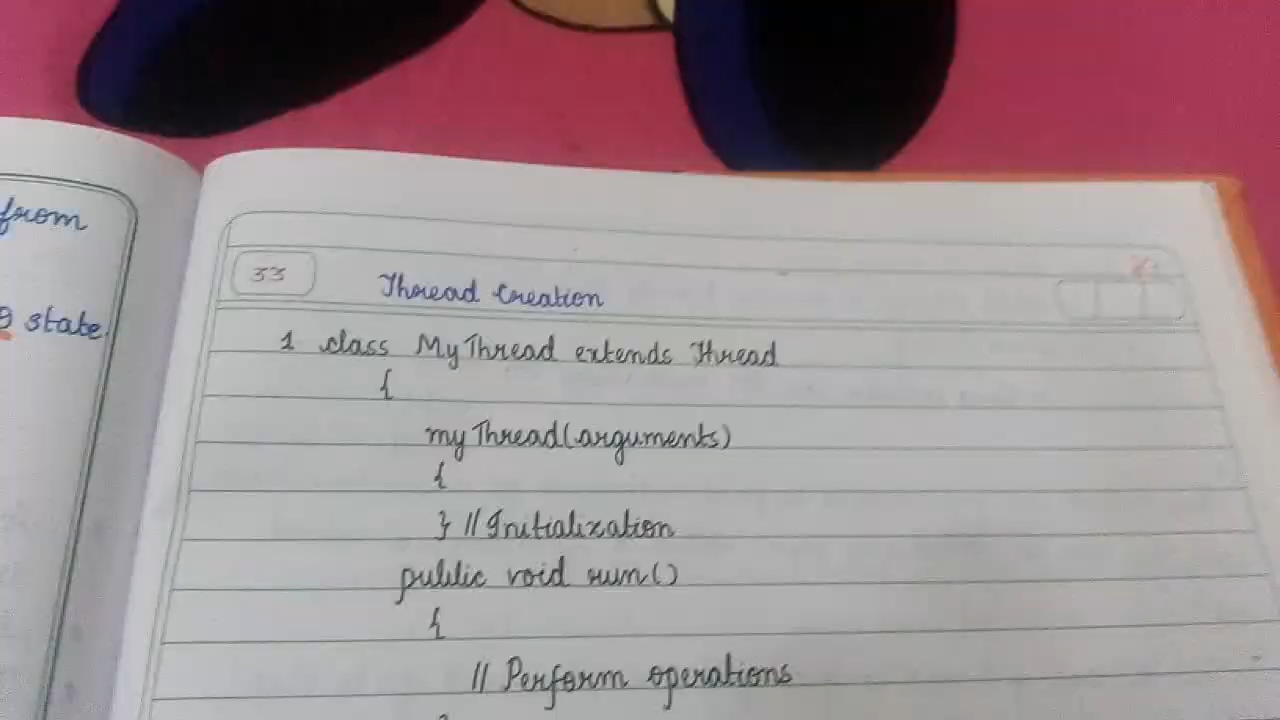 from
state.
33
Thread Creation
1 class MyThread extends Thread
{
myThread(arguments)
{
} // Initialization
public void run()
{
// Perform operations